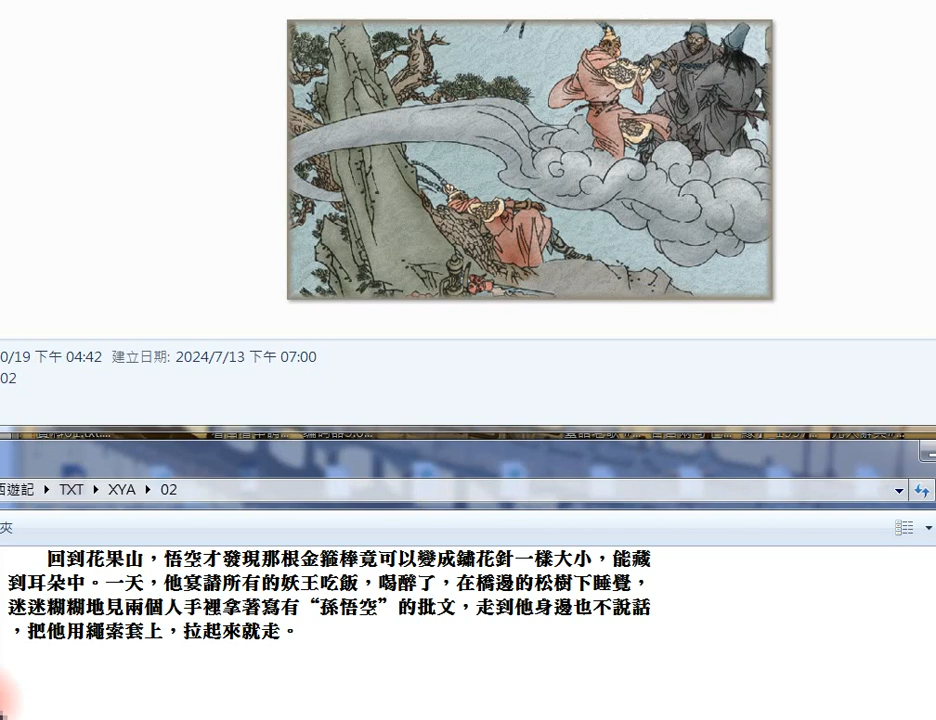 0/19 下午 04:42 建立日期: 2024/7/13 下午 07:00
02
西遊記 TXT XYA 02
夾
回到花果山，悟空才發現那根金箍棒竟可以變成鏽花針一樣大小，能藏
到耳朵中。一天，他宴請所有的妖王吃飯，喝醉了，在橋邊的松樹下睡覺，
迷迷糊糊地見兩個人手裡拿著寫有“孫悟空”的批文，走到他身邊也不說話
，把他用繩索套上，拉起來就走。